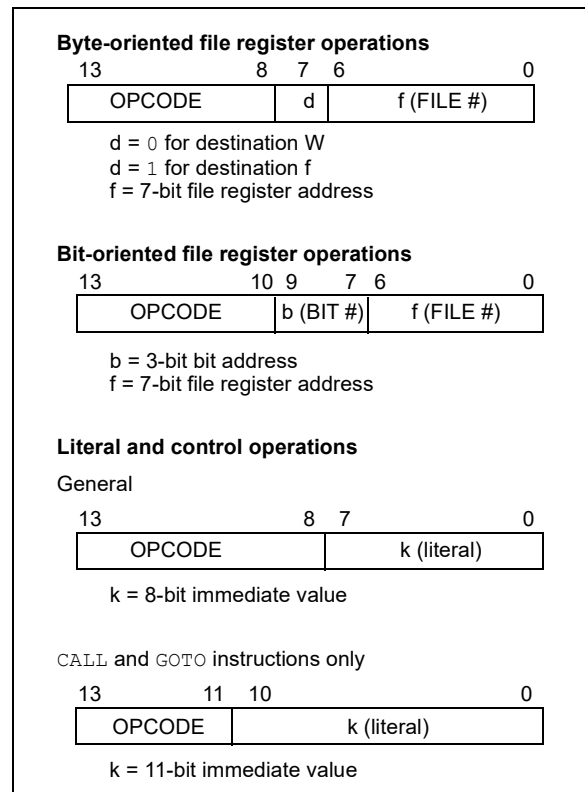 Byte-oriented file register operations
13 8 7 6 0
OPCODE d f (FILE #)
d = 0 for destination W
d = 1 for destination f
f = 7-bit file register address
Bit-oriented file register operations
13 10 9 7 6 0
OPCODE b (BIT #) f (FILE #)
b = 3-bit bit address
f = 7-bit file register address
Literal and control operations
General
13 8 7 0
OPCODE k (literal)
k = 8-bit immediate value
CALL and GOTO instructions only
13 11 10 0
OPCODE k (literal)
k = 11-bit immediate value